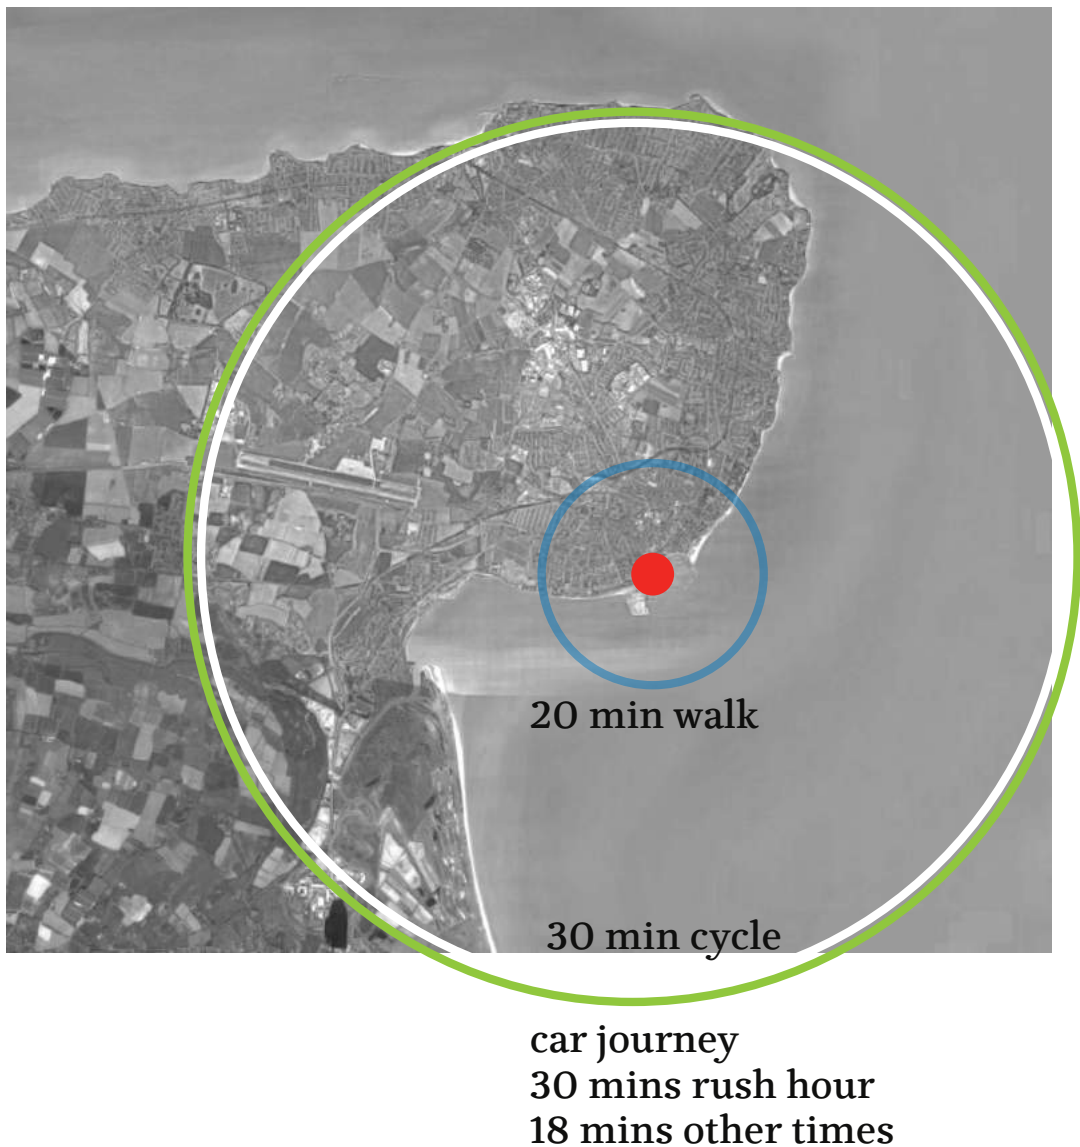 20 min walk
30 min cycle
car journey
30 mins rush hour
18 mins other times